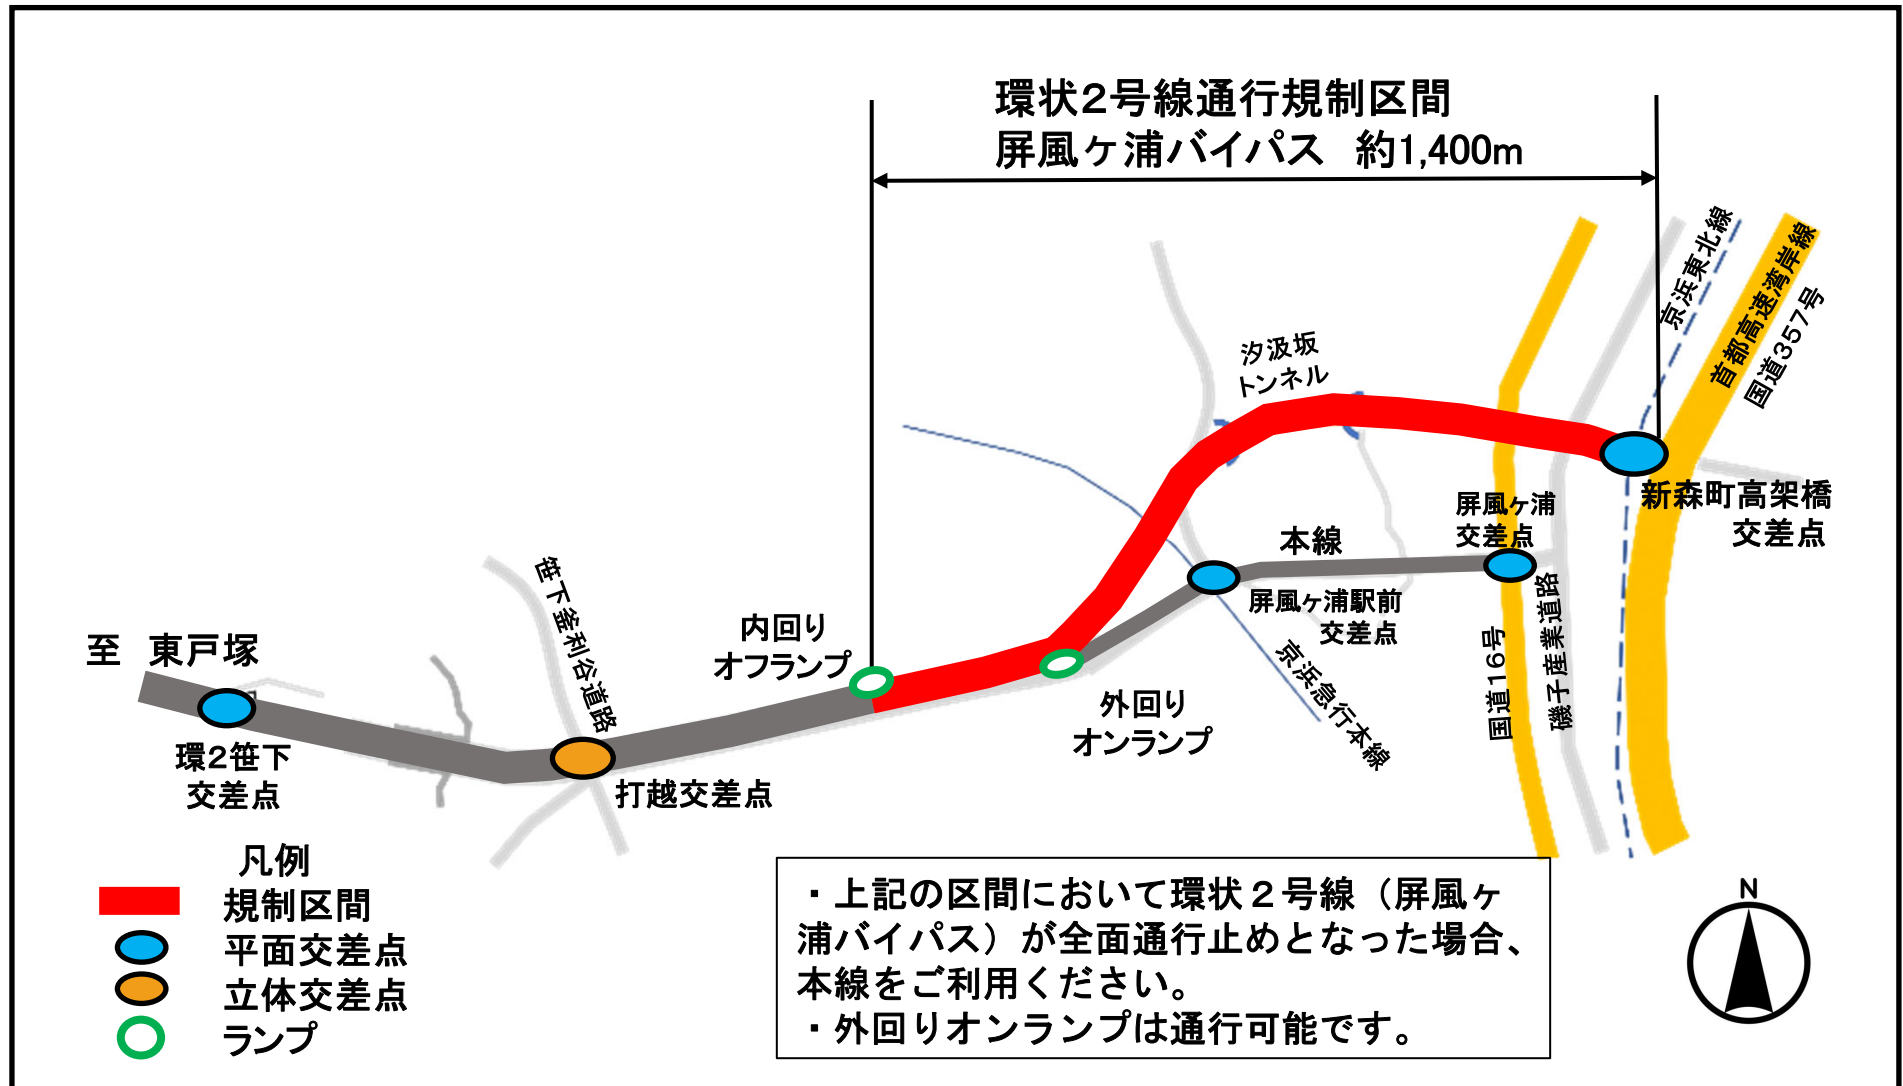 環状2号線通行規制区間
屏風ヶ浦バイパス 約1,400m
京浜東北線
首都高速湾岸線
国道357号
汐汲坂
トンネル
新森町高架橋
交差点
屏風ヶ浦
交差点
本線
屏風ヶ浦駅前
交差点
国道16号
磯子産業道路
京浜急行本線
笹下釜利谷道路
内回り
オフランプ
外回り
オンランプ
至 東戸塚
環2笹下
交差点
打越交差点
凡例
規制区間
平面交差点
立体交差点
ランプ
・上記の区間において環状２号線（屏風ヶ
浦バイパス）が全面通行止めとなった場合、
本線をご利用ください。
・外回りオンランプは通行可能です。
N